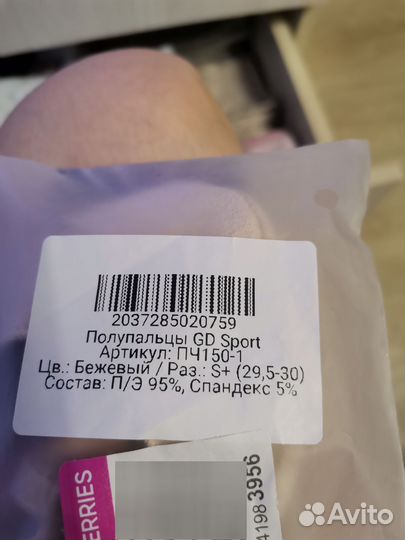 2037285020759
Полупальцы GD Sport
Артикул: ПЧ150-1
Цв.: Бежевый / Раз.: S+ (29,5-30)
Состав: П/Э 95%, Спандекс 5%
ERRIES
4198 3956
Avito